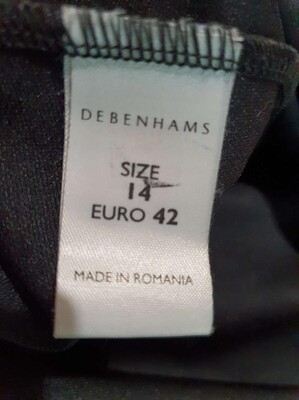 DEBENHAMS
SIZE
14
EURO 42
MADE IN ROMANIA